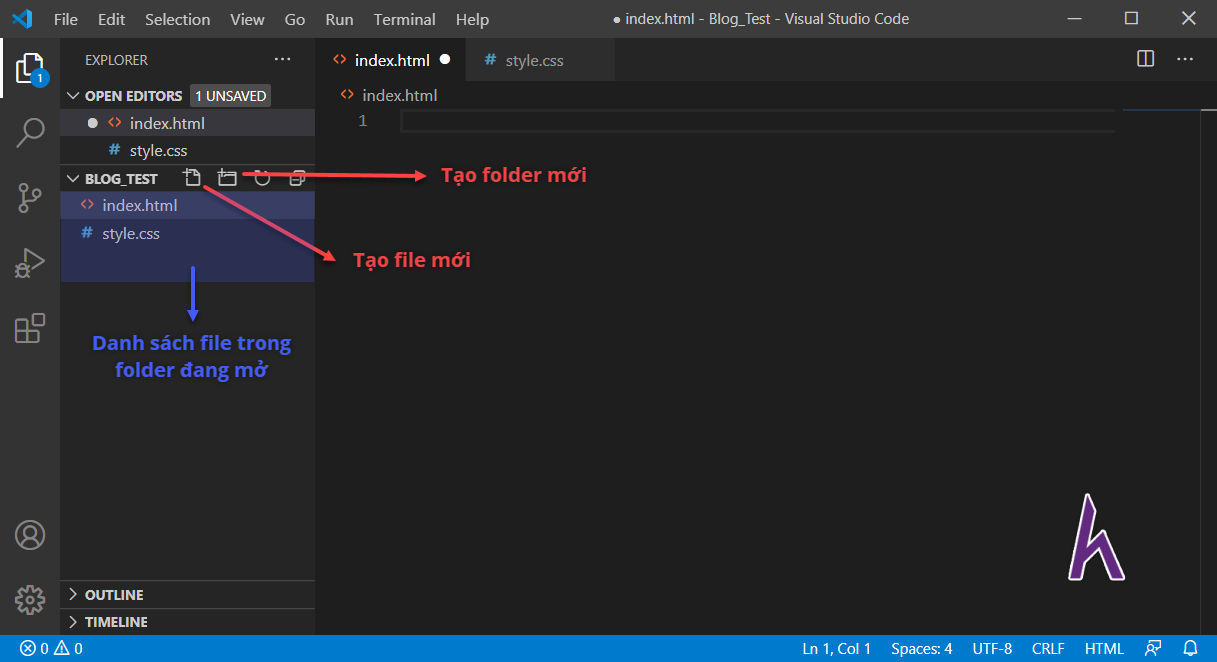 File Edit Selection View Go Run Terminal Help ● index.html - Blog_Test - Visual Studio Code
EXPLORER ···
index.html
style.css
1
OPEN EDITORS 1 UNSAVED
index.html
style.css
BLOG_TEST
index.html
style.css
index.html
1
Tạo folder mới
Tạo file mới
Danh sách file trong
folder đang mở
OUTLINE
TIMELINE
0 0 Ln 1, Col 1 Spaces: 4 UTF-8 CRLF HTML